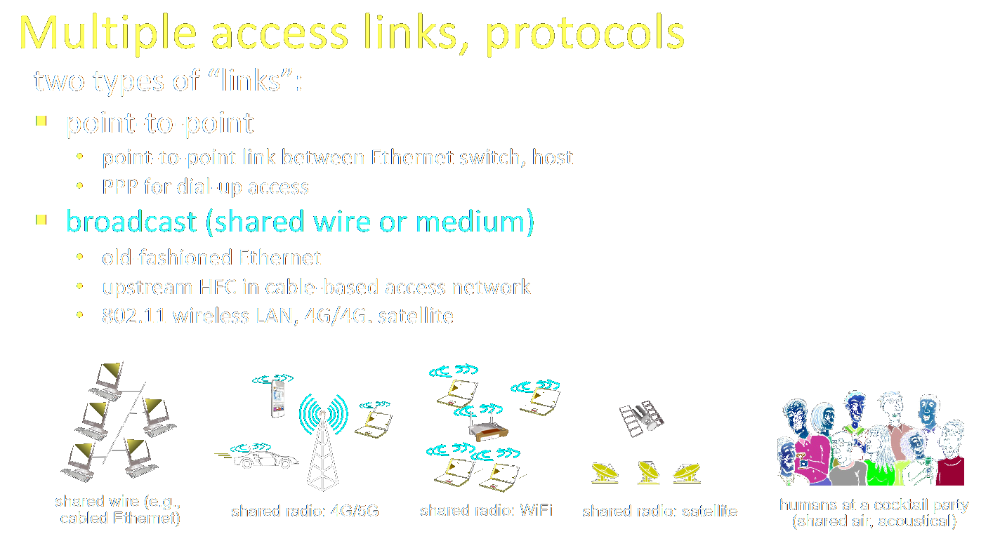 Multiple access links, protocols
two types of “links”:
▪ point-to-point
• point-to-point link between Ethernet switch, host
• PPP for dial-up access
▪ broadcast (shared wire or medium)
• old-fashioned Ethernet
• upstream HFC in cable-based access network
• 802.11 wireless LAN, 4G/4G. satellite
shared wire (e.g.,
cabled Ethernet)
shared radio: 4G/5G
shared radio: WiFi
shared radio: satellite
humans at a cocktail party
(shared air, acoustical)